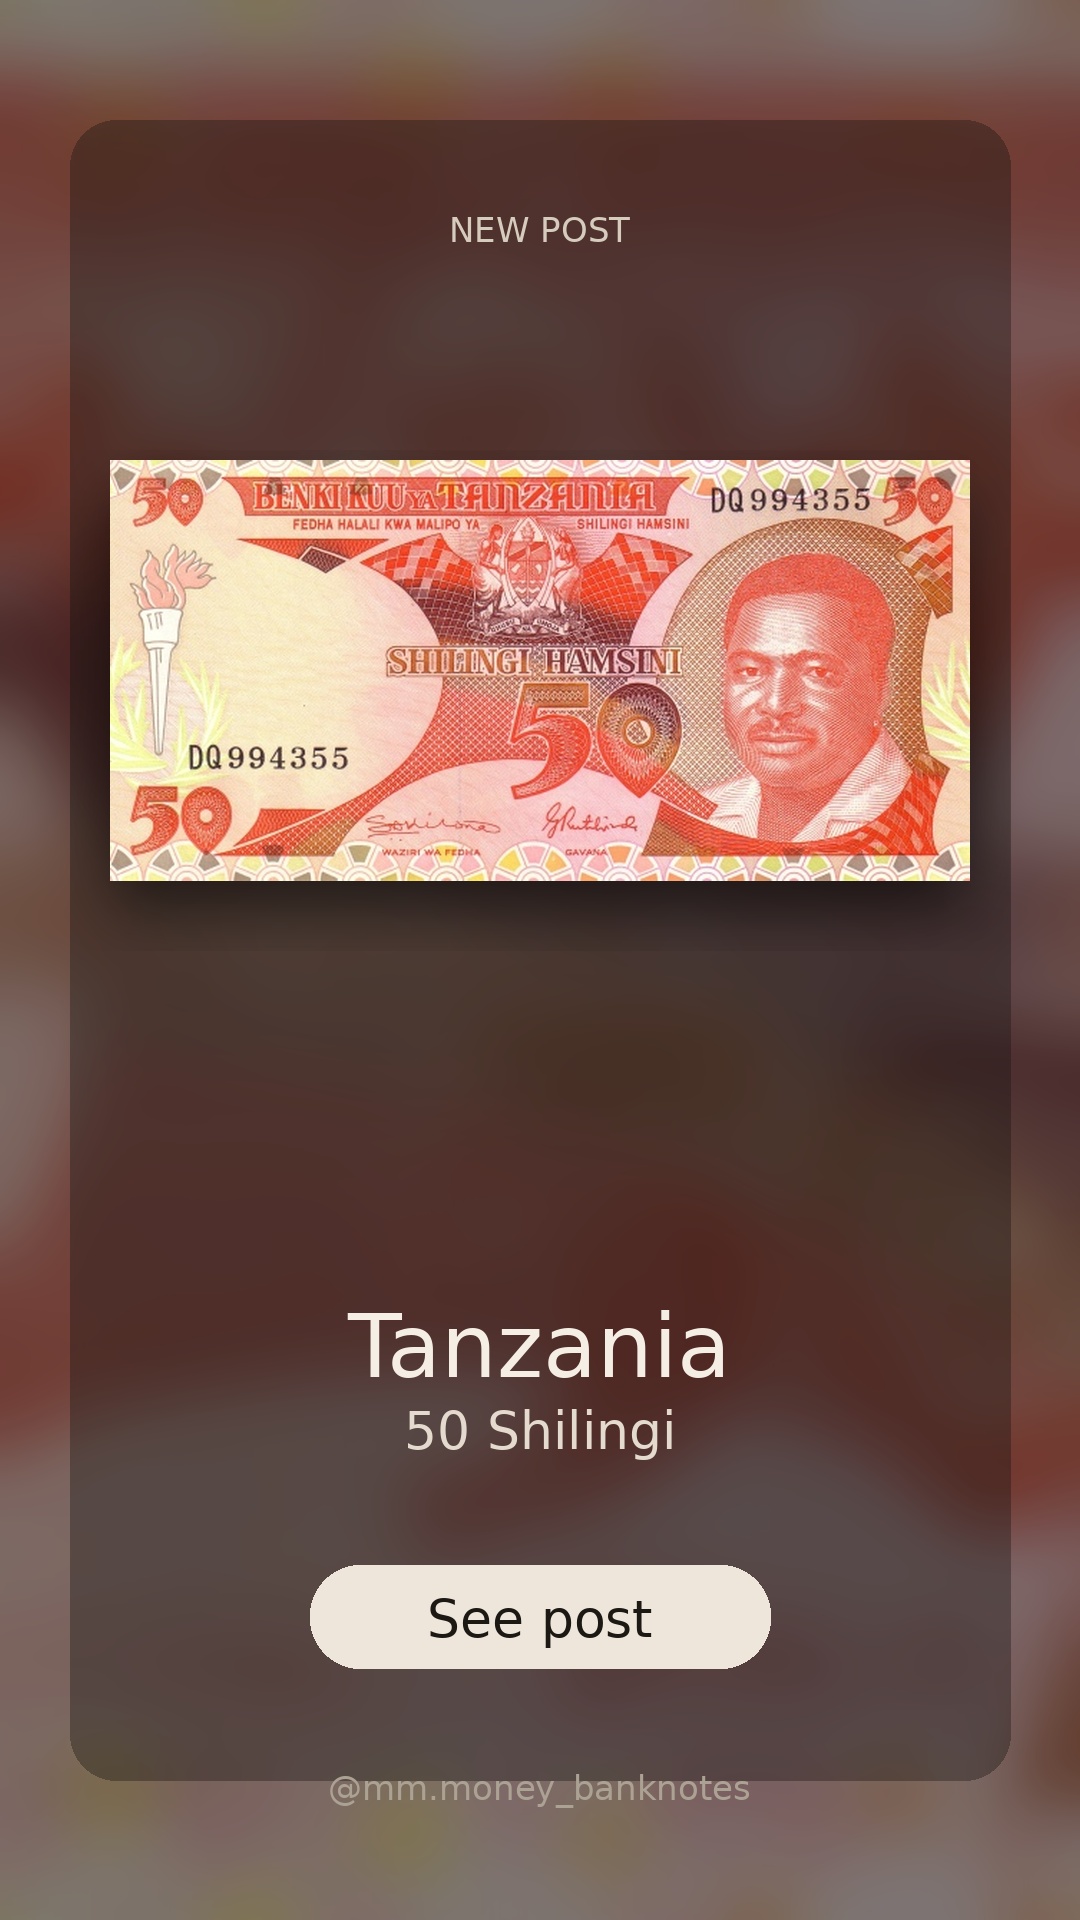 NEW POST
50
BENKI KUU YA TANZANIA
DQ994355
50
FEDHA HALALI KWA MALIPO YA
SHILINGI HAMSINI
SHILINGI HAMSINI
50
DQ994355
50
WAZIRI WA FEDHA
GAVANA
Tanzania
50 Shilingi
See post
@mm.money_banknotes